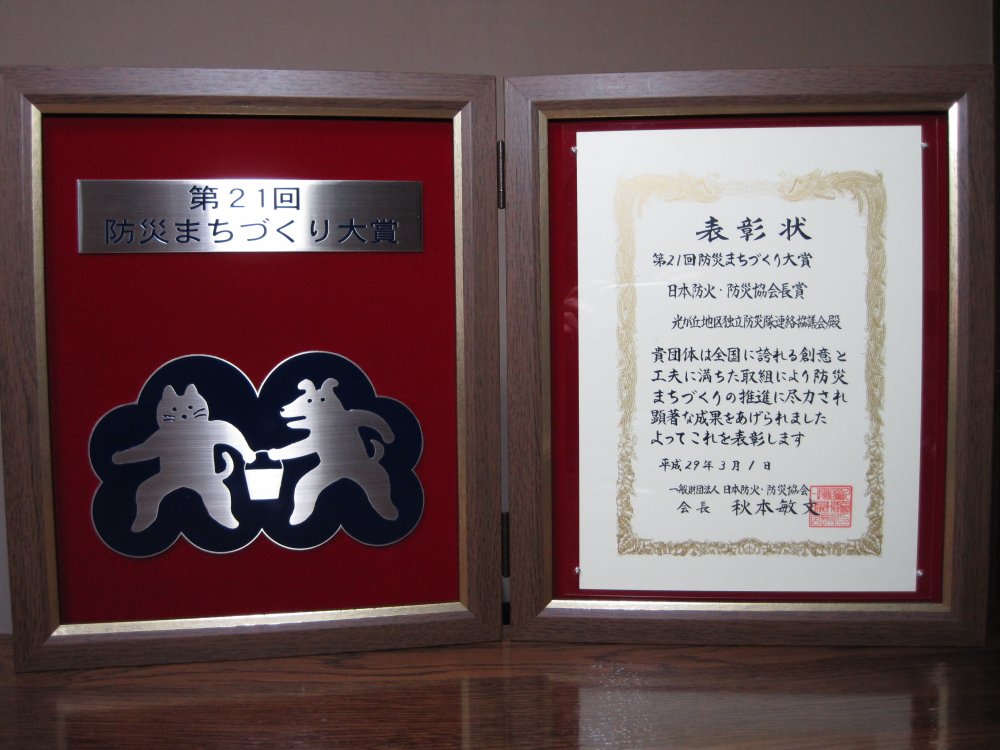 第21回
防災まちづくり大賞
表彰状
第21回防災まちづくり大賞
日本防火・防災協会長賞
光が丘地区独立防災隊連絡協議会殿
貴団体は全国に誇れる創意と
工夫に満ちた取組により防災
まちづくりの推進に尽力され
顕著な成果をあげられました
よってこれを表彰します
平成29年3月1日
一般財団法人 日本防火・防災協会
会長 秋本敏文